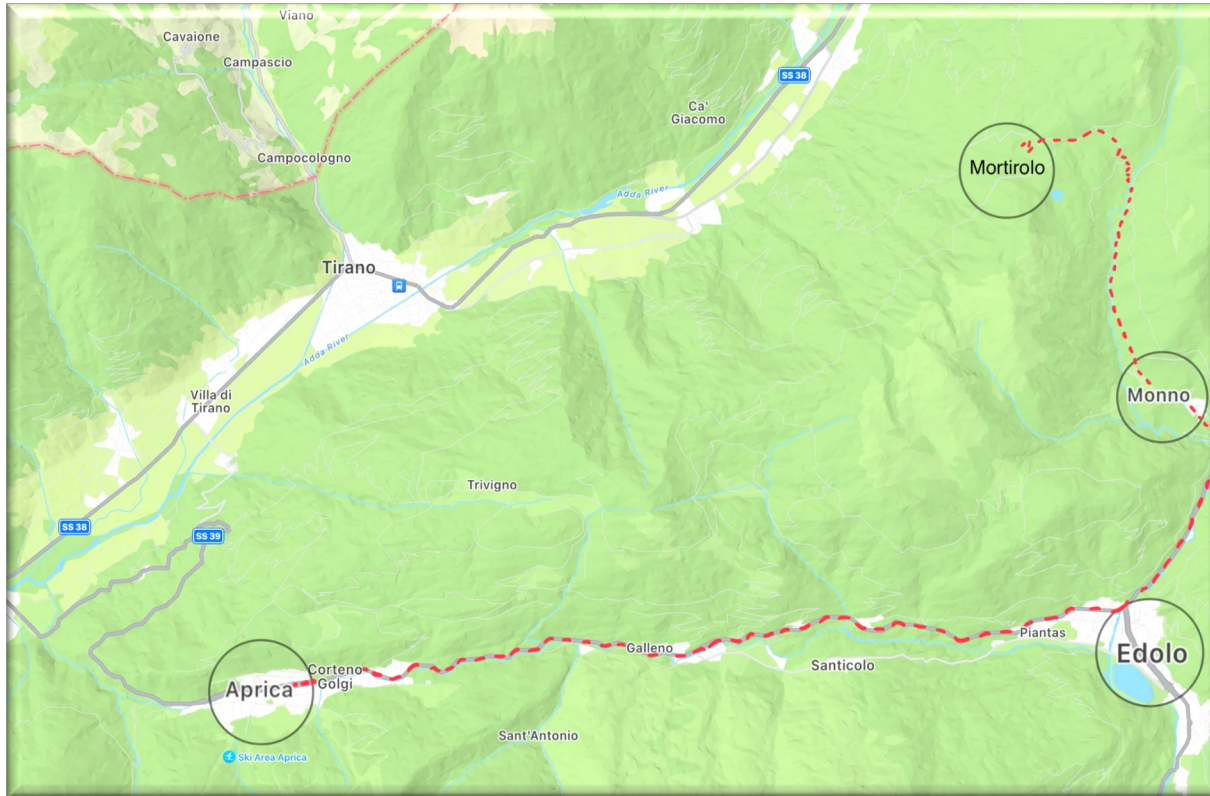 Viano
Cavaione
Campascio
SS 38
Ca'
Giacomo
Campocologno
Mortirolo
Adda River
Tirano
Adda River
Villa di
Tirano
Monno
Trivigno
SS 38
SS 39
Piantas
Galleno
Edolo
Santicolo
Corteno
Golgi
Aprica
Sant'Antonio
Ski Area Aprica